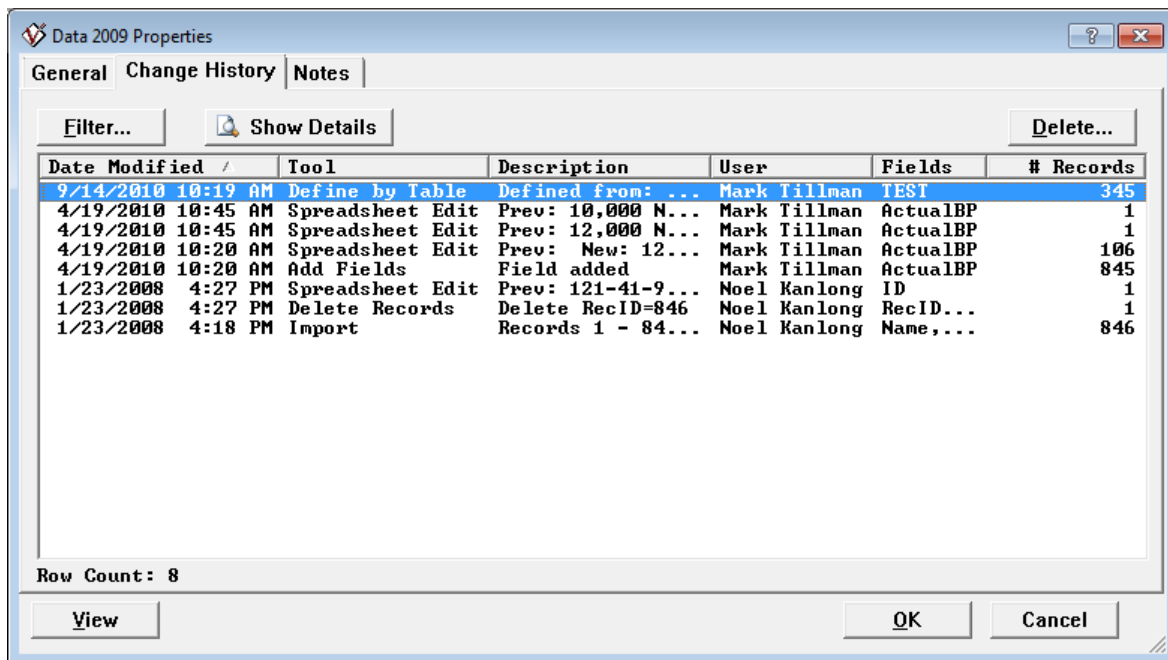 Data 2009 Properties
General Change History Notes
Filter... Show Details Delete...
Date Modified Tool Description User Fields # Records
9/14/2010 10:19 AM Define by Table Defined from: ... Mark Tillman TEST 345
4/19/2010 10:45 AM Spreadsheet Edit Prev: 10,000 N... Mark Tillman ActualBP 1
4/19/2010 10:45 AM Spreadsheet Edit Prev: 12,000 N... Mark Tillman ActualBP 1
4/19/2010 10:20 AM Spreadsheet Edit Prev: New: 12... Mark Tillman ActualBP 106
4/19/2010 10:20 AM Add Fields Field added Mark Tillman ActualBP 845
1/23/2008 4:27 PM Spreadsheet Edit Prev: 121-41-9... Noel Kanlong ID 1
1/23/2008 4:27 PM Delete Records Delete RecID=846 Noel Kanlong RecID... 1
1/23/2008 4:18 PM Import Records 1 - 84... Noel Kanlong Name,... 846
Row Count: 8
View OK Cancel